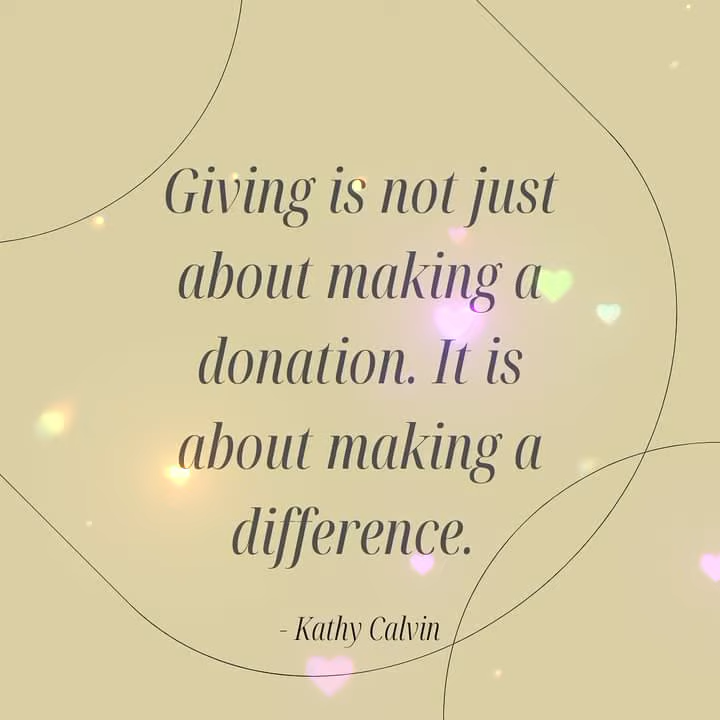 Giving is not just
about making a
donation. It is
about making a
difference.
- Kathy Calvin